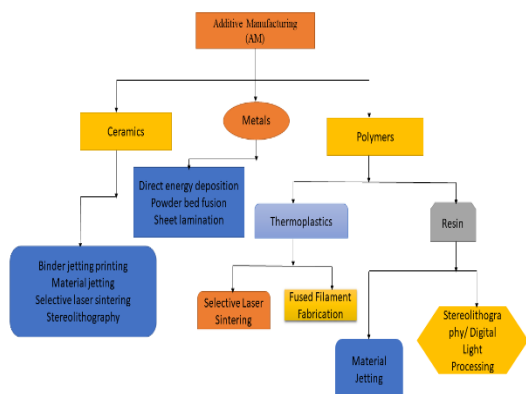 Additive Manufacturing
(AM)
Ceramics
Metals
Polymers
Direct energy deposition
Powder bed fusion
Sheet lamination
Thermoplastics
Resin
Binder jetting printing
Material jetting
Selective laser sintering
Stereolithography
Selective Laser
Sintering
Fused Filament
Fabrication
Material
Jetting
Stereolithogra
phy/ Digital
Light
Processing